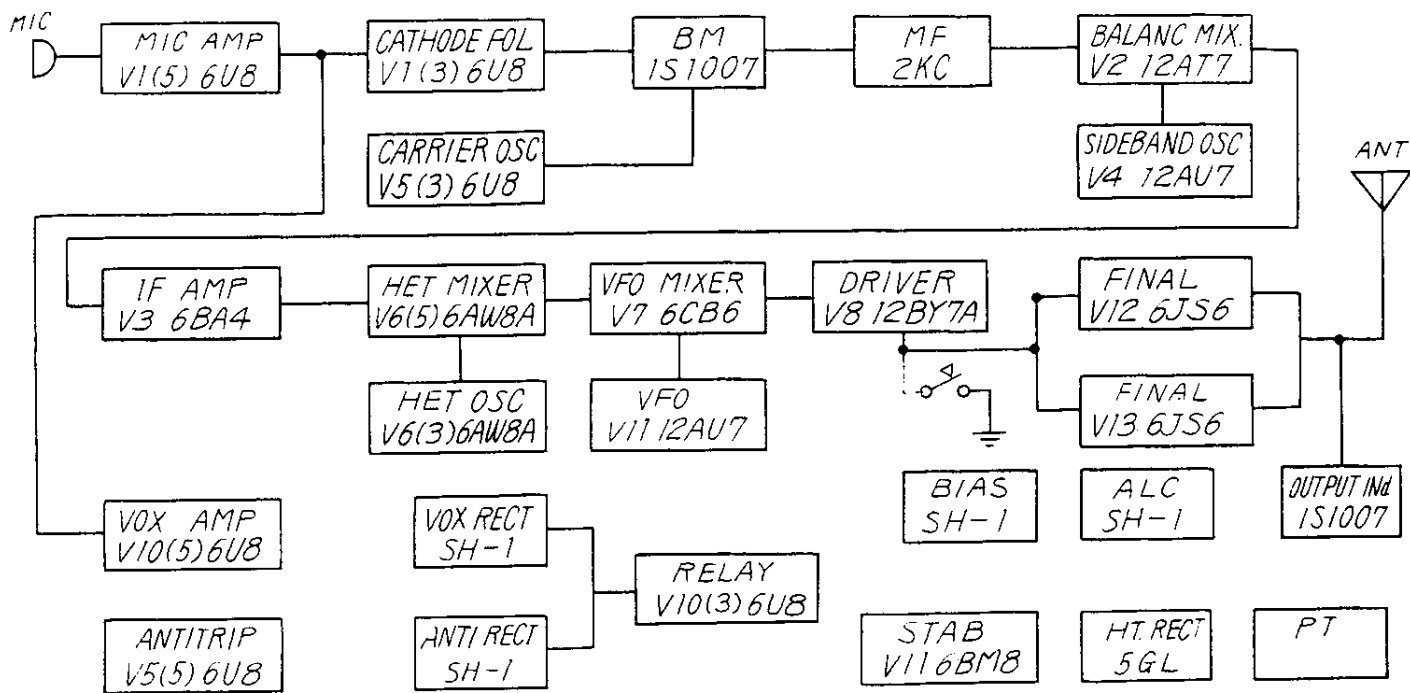 MIC
MIC AMP
V1(5) 6U8
CATHODE FOL
V1(3) 6U8
BM
1S1007
MF
2KC
BALANC MIX.
V2 12AT7
CARRIER OSC
V5(3) 6U8
SIDEBAND OSC
V4 12AU7
ANT
IF AMP
V3 6BA4
HET MIXER
V6(5) 6AW8A
VFO MIXER
V7 6CB6
DRIVER
V8 12BY7A
FINAL
V12 6JS6
HET OSC
V6(3) 6AW8A
VFO
V11 12AU7
FINAL
V13 6JS6
VOX AMP
V10(5) 6U8
VOX RECT
SH-1
BIAS
SH-1
ALC
SH-1
OUTPUT INd
1S1007
RELAY
V10(3) 6U8
ANTITRIP
V5(5) 6U8
ANTI RECT
SH-1
STAB
V11 6BM8
HT. RECT
5GL
PT